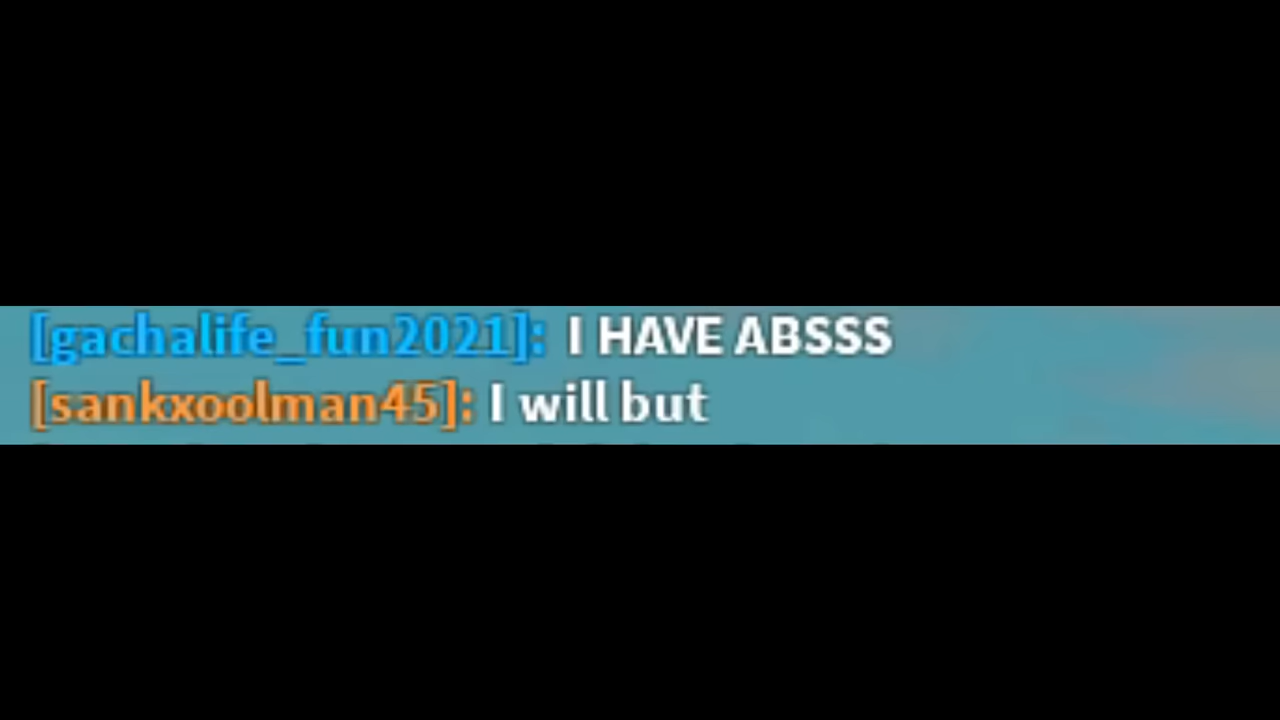 [gachalife_fun2021]: I HAVE ABSSS
[sankxoolman45]: I will but